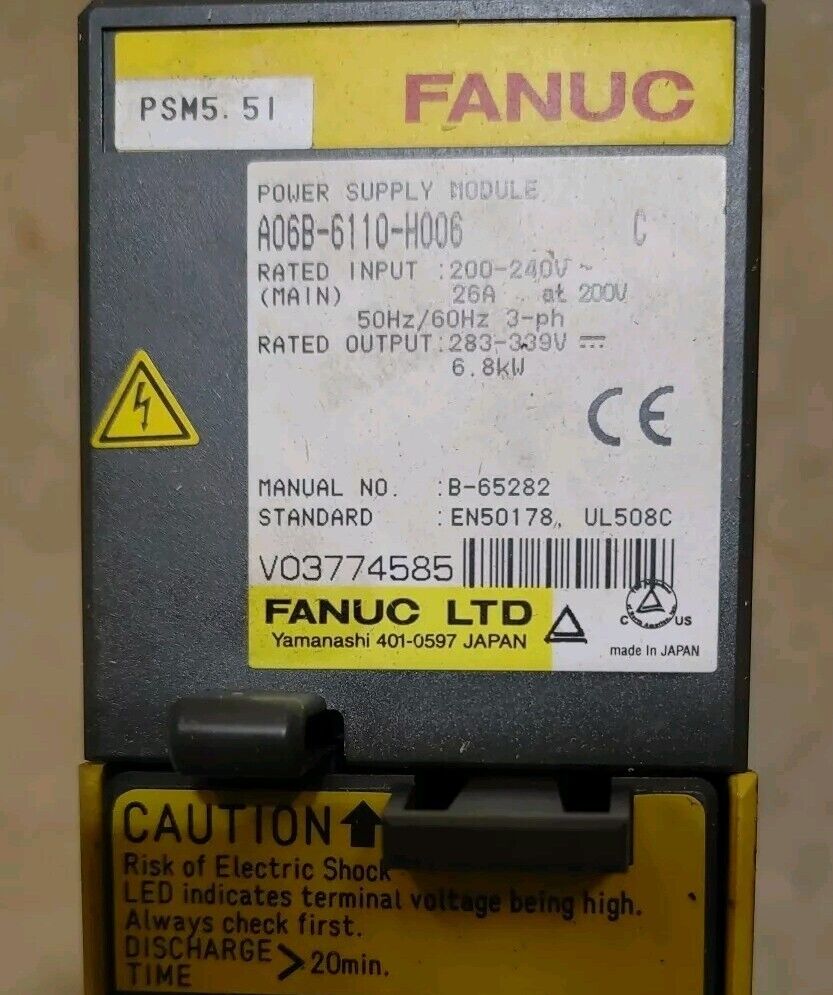 PSM5.5i
FANUC
POWER SUPPLY MODULE
A06B-6110-H006 C
RATED INPUT :200-240V~
(MAIN) 26A at 200V
50Hz/60Hz 3-ph
RATED OUTPUT:283-339V⎓
6.8kW
CE
MANUAL NO. :B-65282
STANDARD :EN50178, UL508C
V03774585
FANUC LTD
Yamanashi 401-0597 JAPAN
C US
made In JAPAN
CAUTION
Risk of Electric Shock
LED indicates terminal voltage being high.
Always check first.
DISCHARGE
TIME >20min.